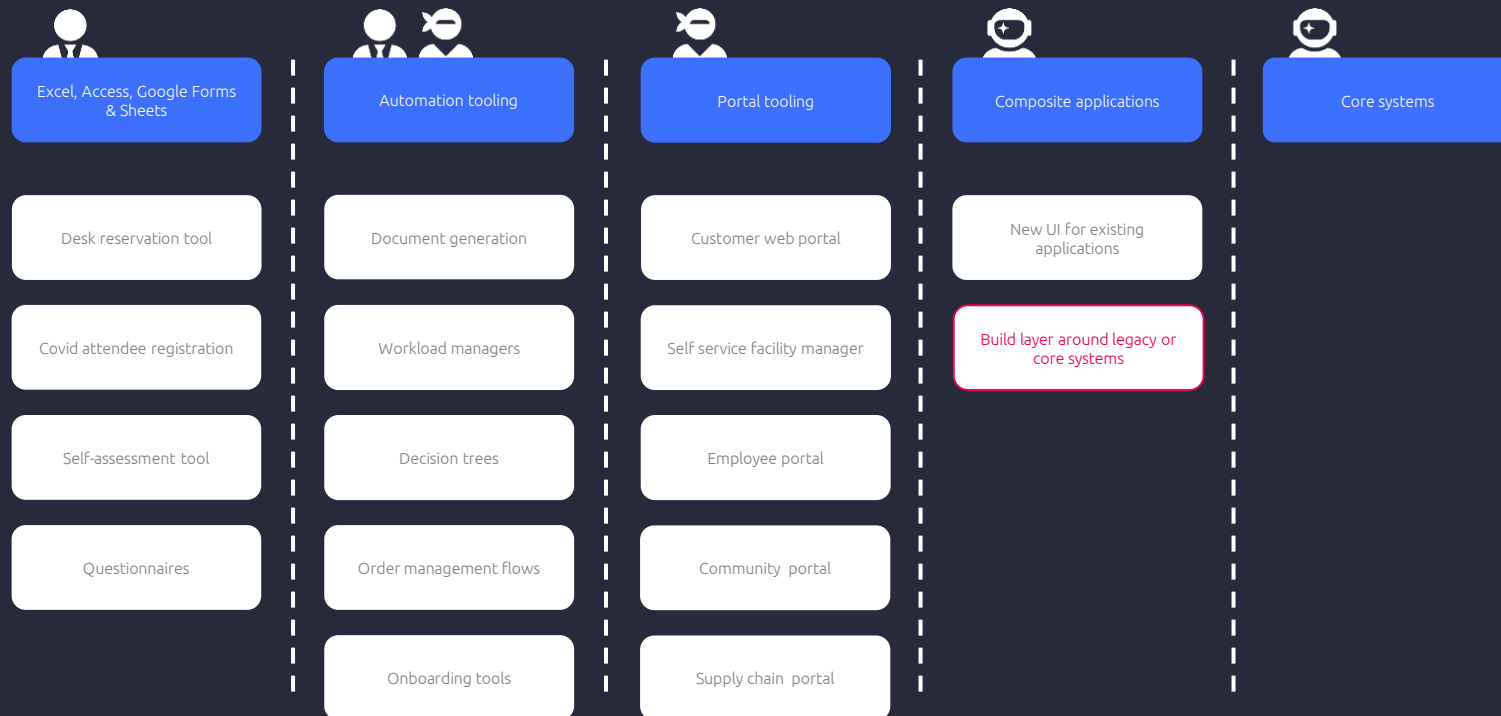 Excel, Access, Google Forms
& Sheets
Automation tooling
Portal tooling
Composite applications
Core systems
Desk reservation tool
Document generation
Customer web portal
New UI for existing
applications
Covid attendee registration
Workload managers
Self service facility manager
Build layer around legacy or
core systems
Self-assessment tool
Decision trees
Employee portal
Questionnaires
Order management flows
Community portal
Onboarding tools
Supply chain portal